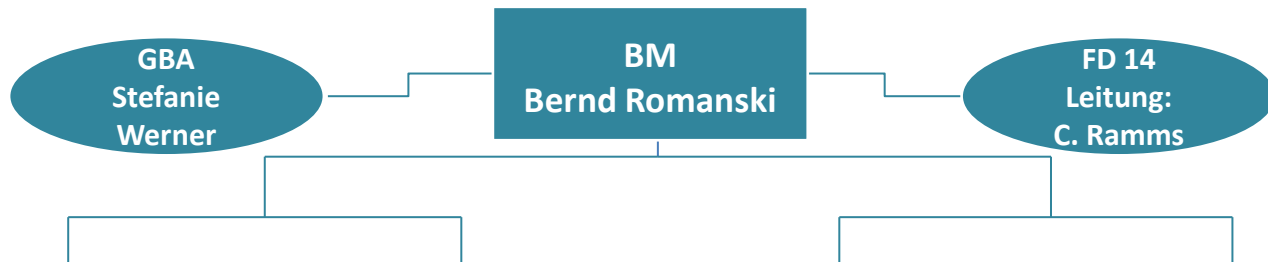 GBA
Stefanie
Werner
BM
Bernd Romanski
FD 14
Leitung:
C. Ramms